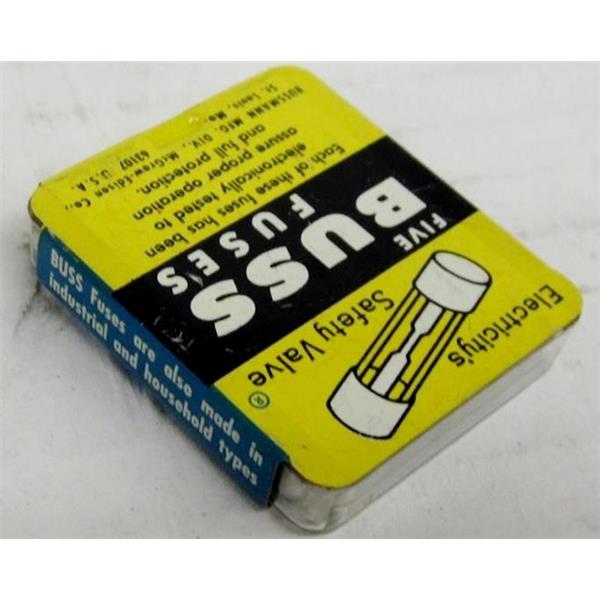 Electricity's
Safety Valve ®
FIVE
BUSS
FUSES
Each of these fuses has been
electronically tested to
assure proper operation
and full protection.
BUSSMANN MFG. DIV., McGraw-Edison Co.,
St. Louis, Mo. 63107 U.S.A.
BUSS Fuses are also made in
industrial and household types